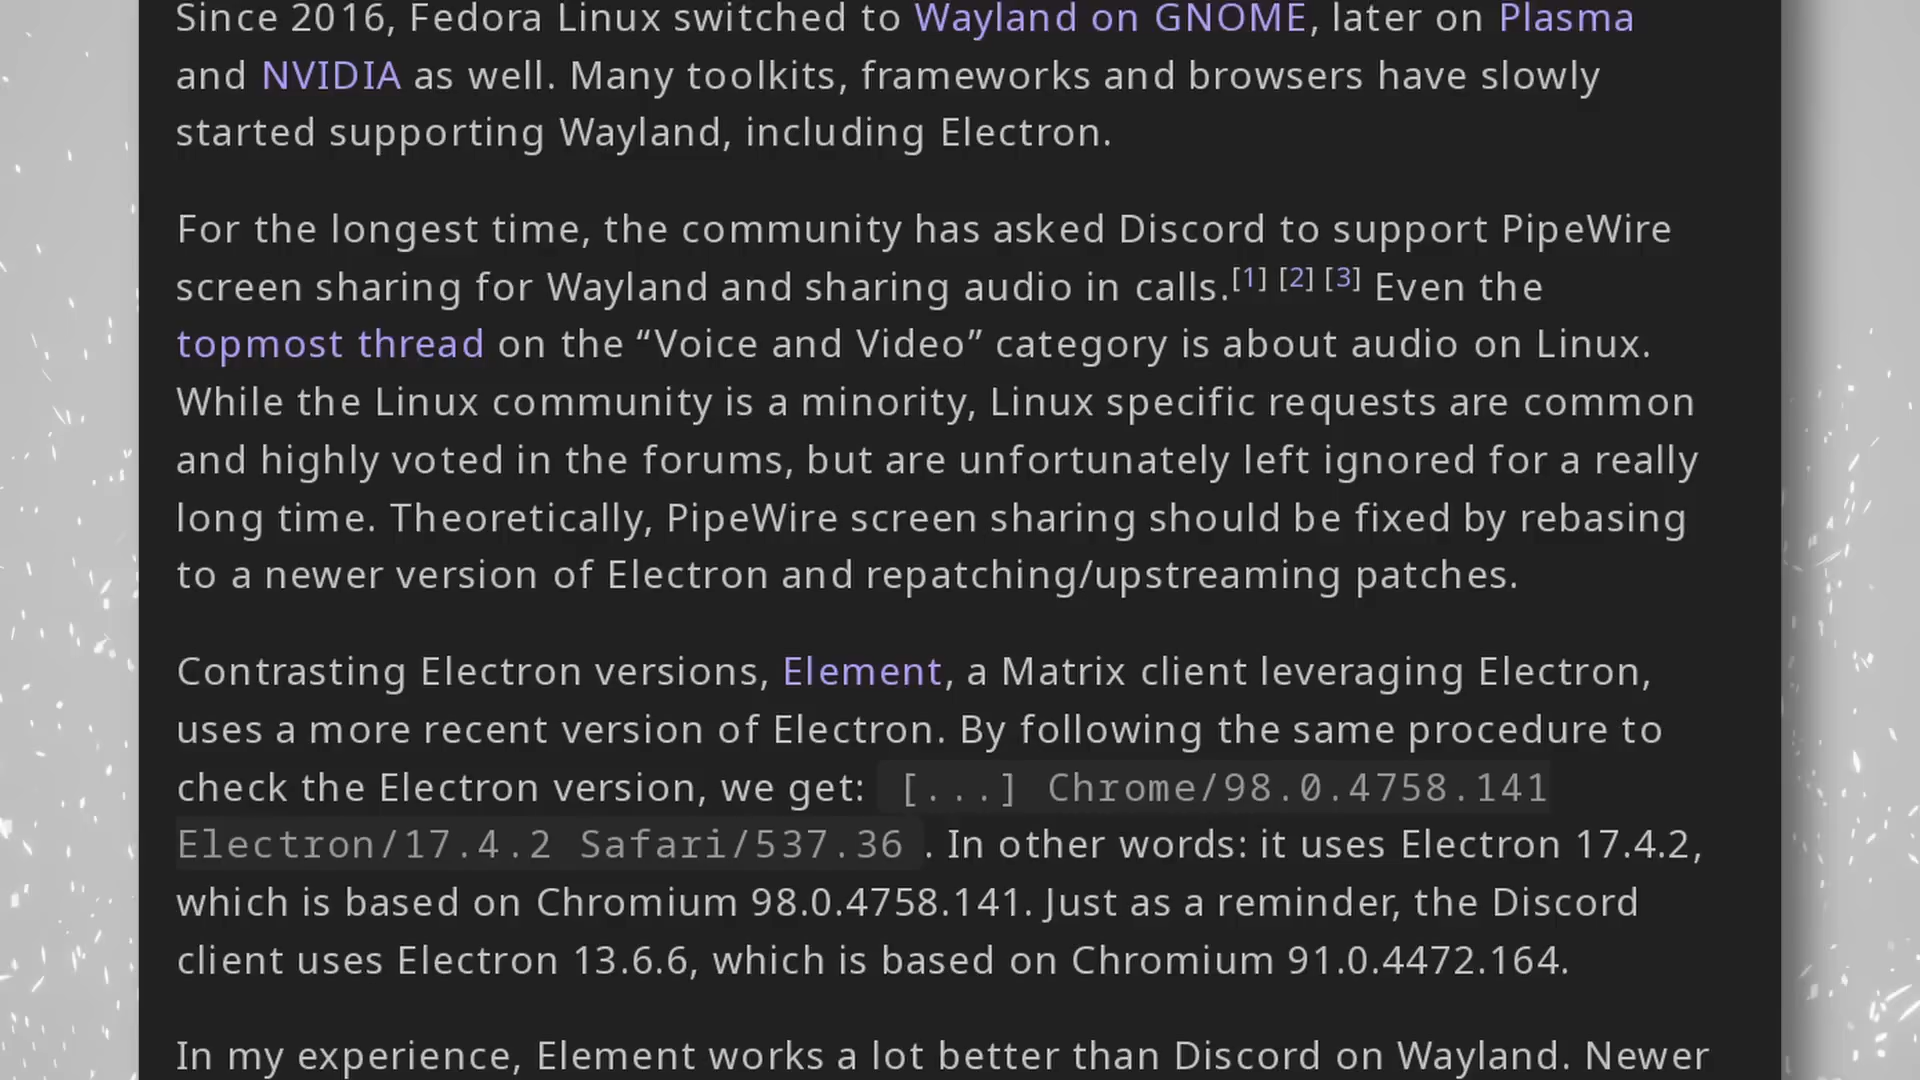 Since 2016, Fedora Linux switched to Wayland on GNOME, later on Plasma
and NVIDIA as well. Many toolkits, frameworks and browsers have slowly
started supporting Wayland, including Electron.
For the longest time, the community has asked Discord to support PipeWire
screen sharing for Wayland and sharing audio in calls.[1] [2] [3] Even the
topmost thread on the “Voice and Video” category is about audio on Linux.
While the Linux community is a minority, Linux specific requests are common
and highly voted in the forums, but are unfortunately left ignored for a really
long time. Theoretically, PipeWire screen sharing should be fixed by rebasing
to a newer version of Electron and repatching/upstreaming patches.
Contrasting Electron versions, Element, a Matrix client leveraging Electron,
uses a more recent version of Electron. By following the same procedure to
check the Electron version, we get: [...] Chrome/98.0.4758.141
Electron/17.4.2 Safari/537.36 . In other words: it uses Electron 17.4.2,
which is based on Chromium 98.0.4758.141. Just as a reminder, the Discord
client uses Electron 13.6.6, which is based on Chromium 91.0.4472.164.
In my experience, Element works a lot better than Discord on Wayland. Newer